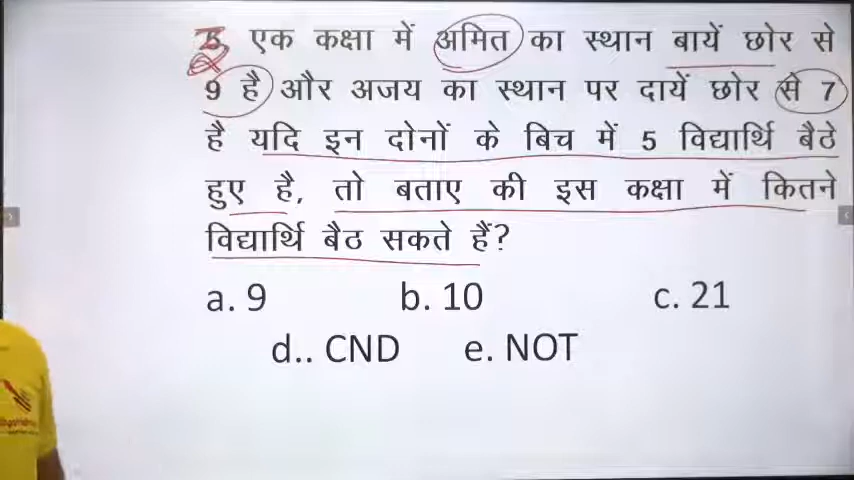 एक कक्षा में अमित का स्थान बायें छोर से
9 है और अजय का स्थान पर दायें छोर से 7
है यदि इन दोनों के बिच में 5 विद्यार्थि बैठे
हुए है, तो बताए की इस कक्षा में कितने
विद्यार्थि बैठ सकते हैं?
a. 9 b. 10 c. 21
d.. CND e. NOT